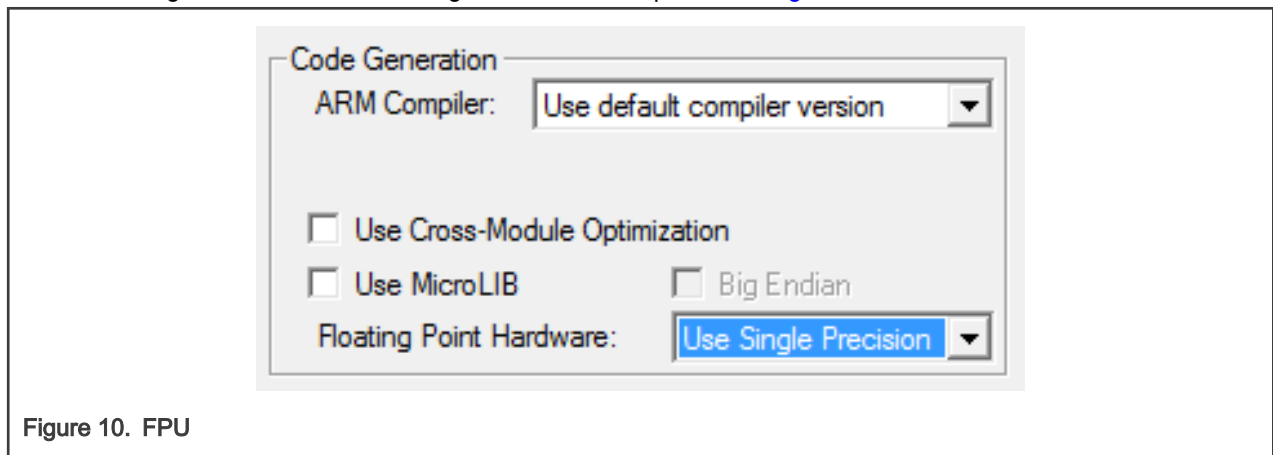 Code Generation
ARM Compiler: Use default compiler version
Use Cross-Module Optimization
Use MicroLIB Big Endian
Floating Point Hardware: Use Single Precision
Figure 10. FPU